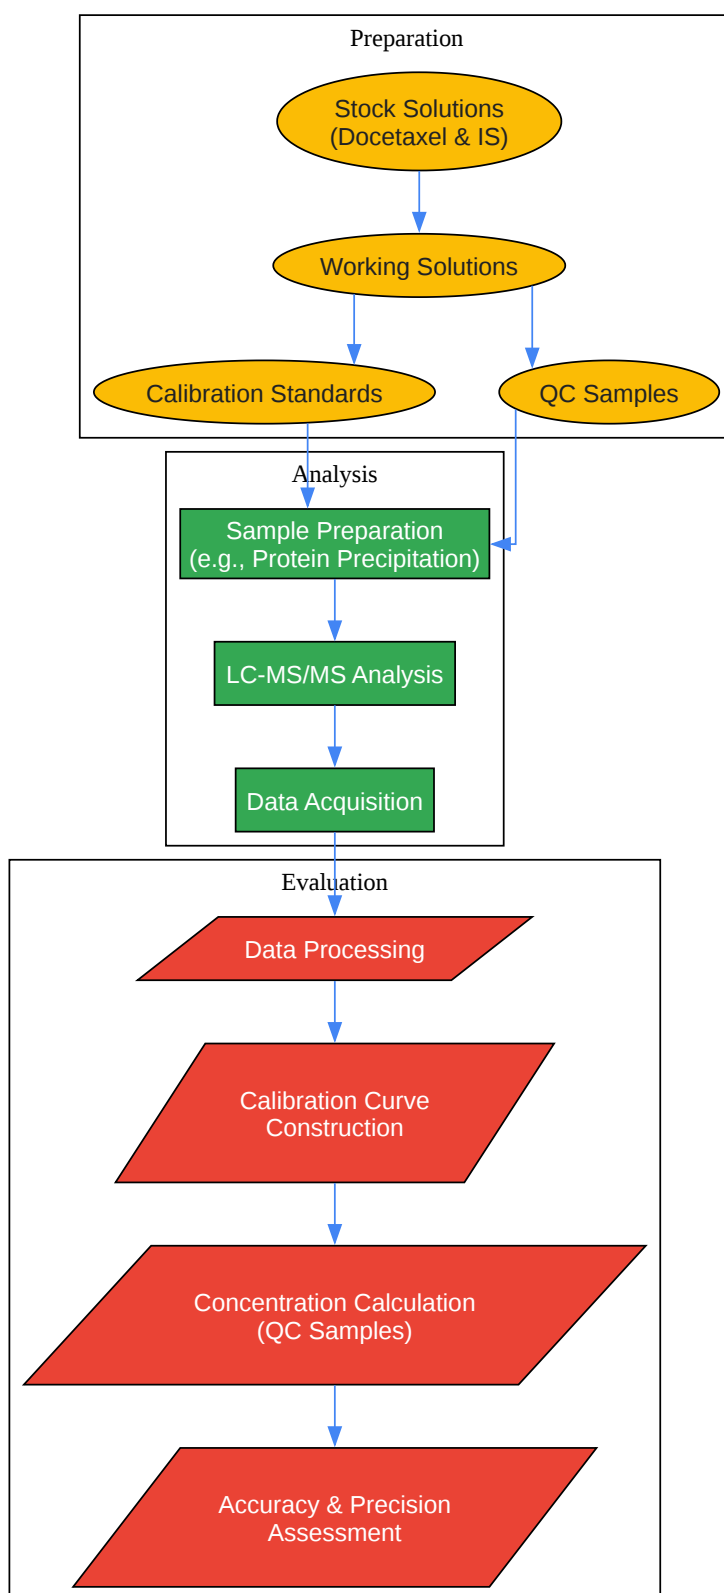 Preparation
Stock Solutions
(Docetaxel & IS)
Working Solutions
Calibration Standards
QC Samples
Analysis
Sample Preparation
(e.g., Protein Precipitation)
LC-MS/MS Analysis
Data Acquisition
Evaluation
Data Processing
Calibration Curve
Construction
Concentration Calculation
(QC Samples)
Accuracy & Precision
Assessment